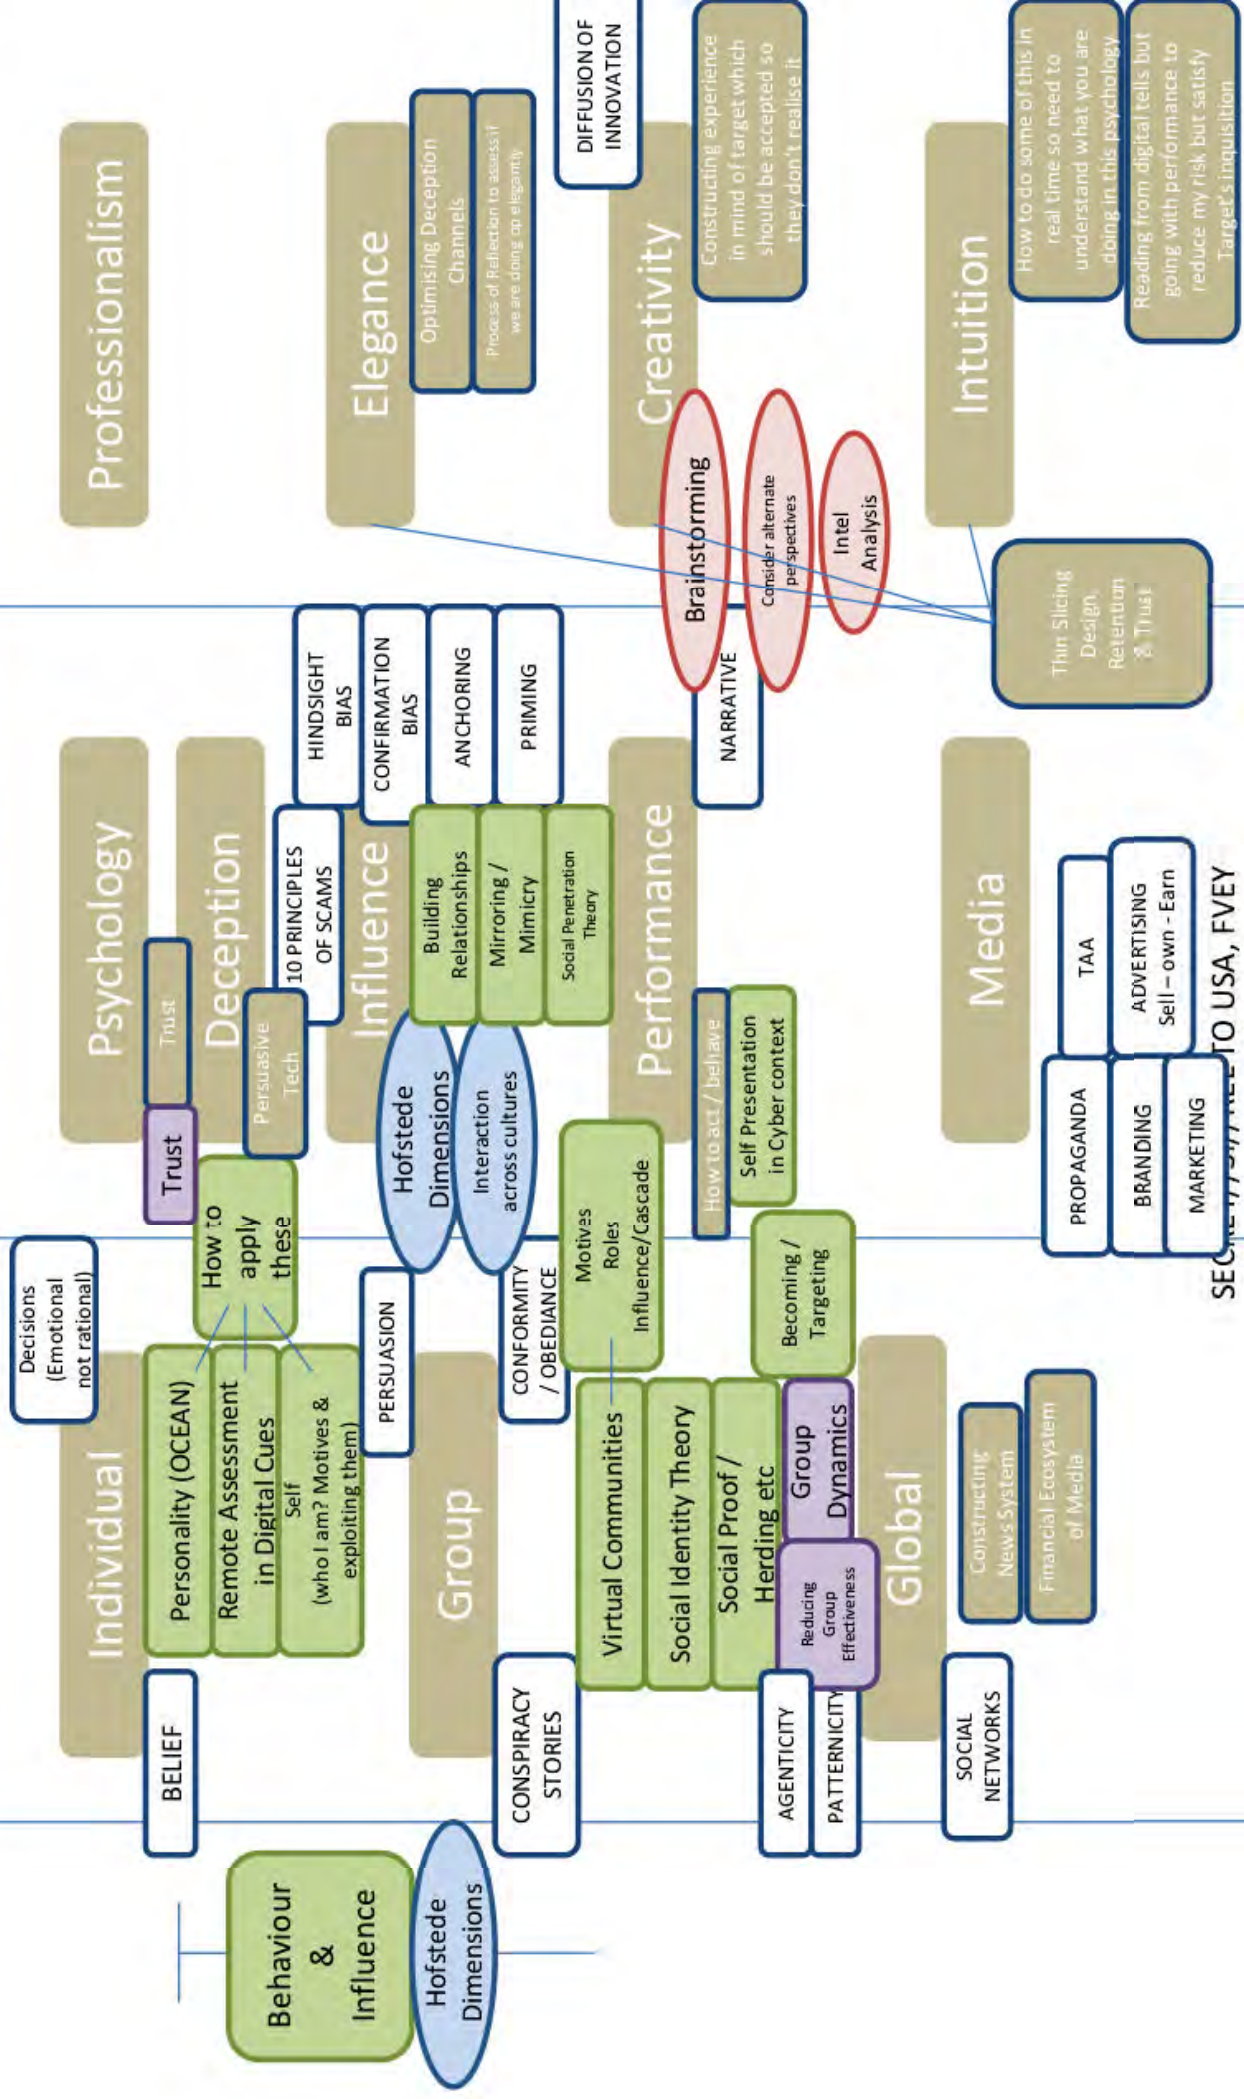 Behaviour
&
Influence
Hofstede
Dimensions
Individual
Decisions
(Emotional
not rational)
BELIEF
Personality (OCEAN)
Remote Assessment
in Digital Cues
Self
(who I am? Motives &
exploiting them)
How to
apply
these
Trust
PERSUASION
Group
CONSPIRACY
STORIES
CONFORMITY
/ OBEDIANCE
Virtual Communities
Social Identity Theory
Social Proof /
Herding etc
Motives
Roles
Influence/Cascade
Becoming /
Targeting
Group
Dynamics
Reducing
Group
Effectiveness
AGENTICITY
PATTERNICITY
Global
SOCIAL
NETWORKS
Constructing
News System
Financial Ecosystem
of Media
Psychology
Trust
Deception
Persuasive
Tech
10 PRINCIPLES
OF SCAMS
Influence
HINDSIGHT
BIAS
CONFIRMATION
BIAS
ANCHORING
PRIMING
Hofstede
Dimensions
Interaction
across cultures
Building
Relationships
Mirroring /
Mimicry
Social Penetration
Theory
Performance
How to act / behave
Self Presentation
in Cyber context
NARRATIVE
Media
PROPAGANDA
BRANDING
MARKETING
TAA
ADVERTISING
Sell – own - Earn
TO USA, FVEY
Professionalism
Elegance
Optimising Deception
Channels
Process of Reflection to assess if
we are doing op elegantly
DIFFUSION OF
INNOVATION
Creativity
Constructing experience
in mind of target which
should be accepted so
they don't realise it
Brainstorming
Consider alternate
perspectives
Intel
Analysis
Intuition
How to do some of this in
real time so need to
understand what you are
doing in this psychology
Reading from digital tells but
going with performance to
reduce my risk but satisfy
Target's inquisition
Thin Slicing
Design,
Retention
& Trust